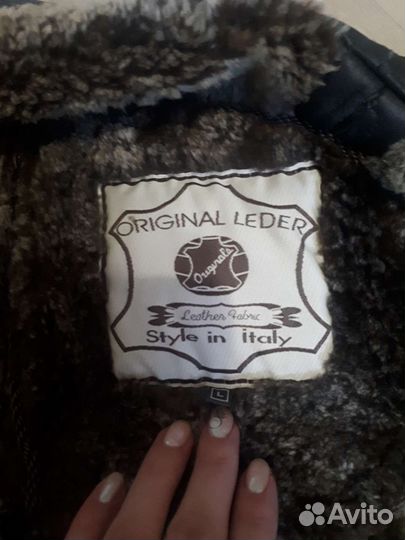 ORIGINAL LEDER
Originals
Leather Fabric
Style in italy
L
Avito